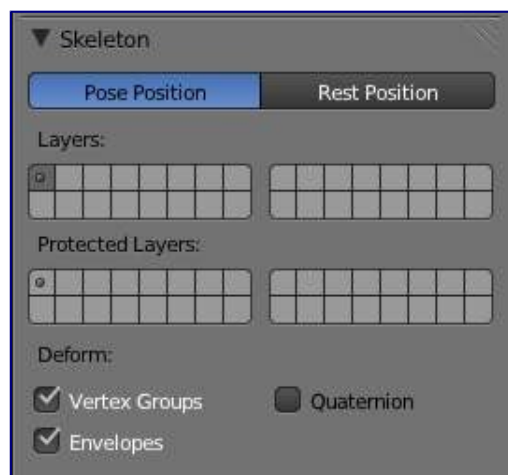 Skeleton
Pose Position Rest Position
Layers:
Protected Layers:
Deform:
Vertex Groups Quaternion
Envelopes